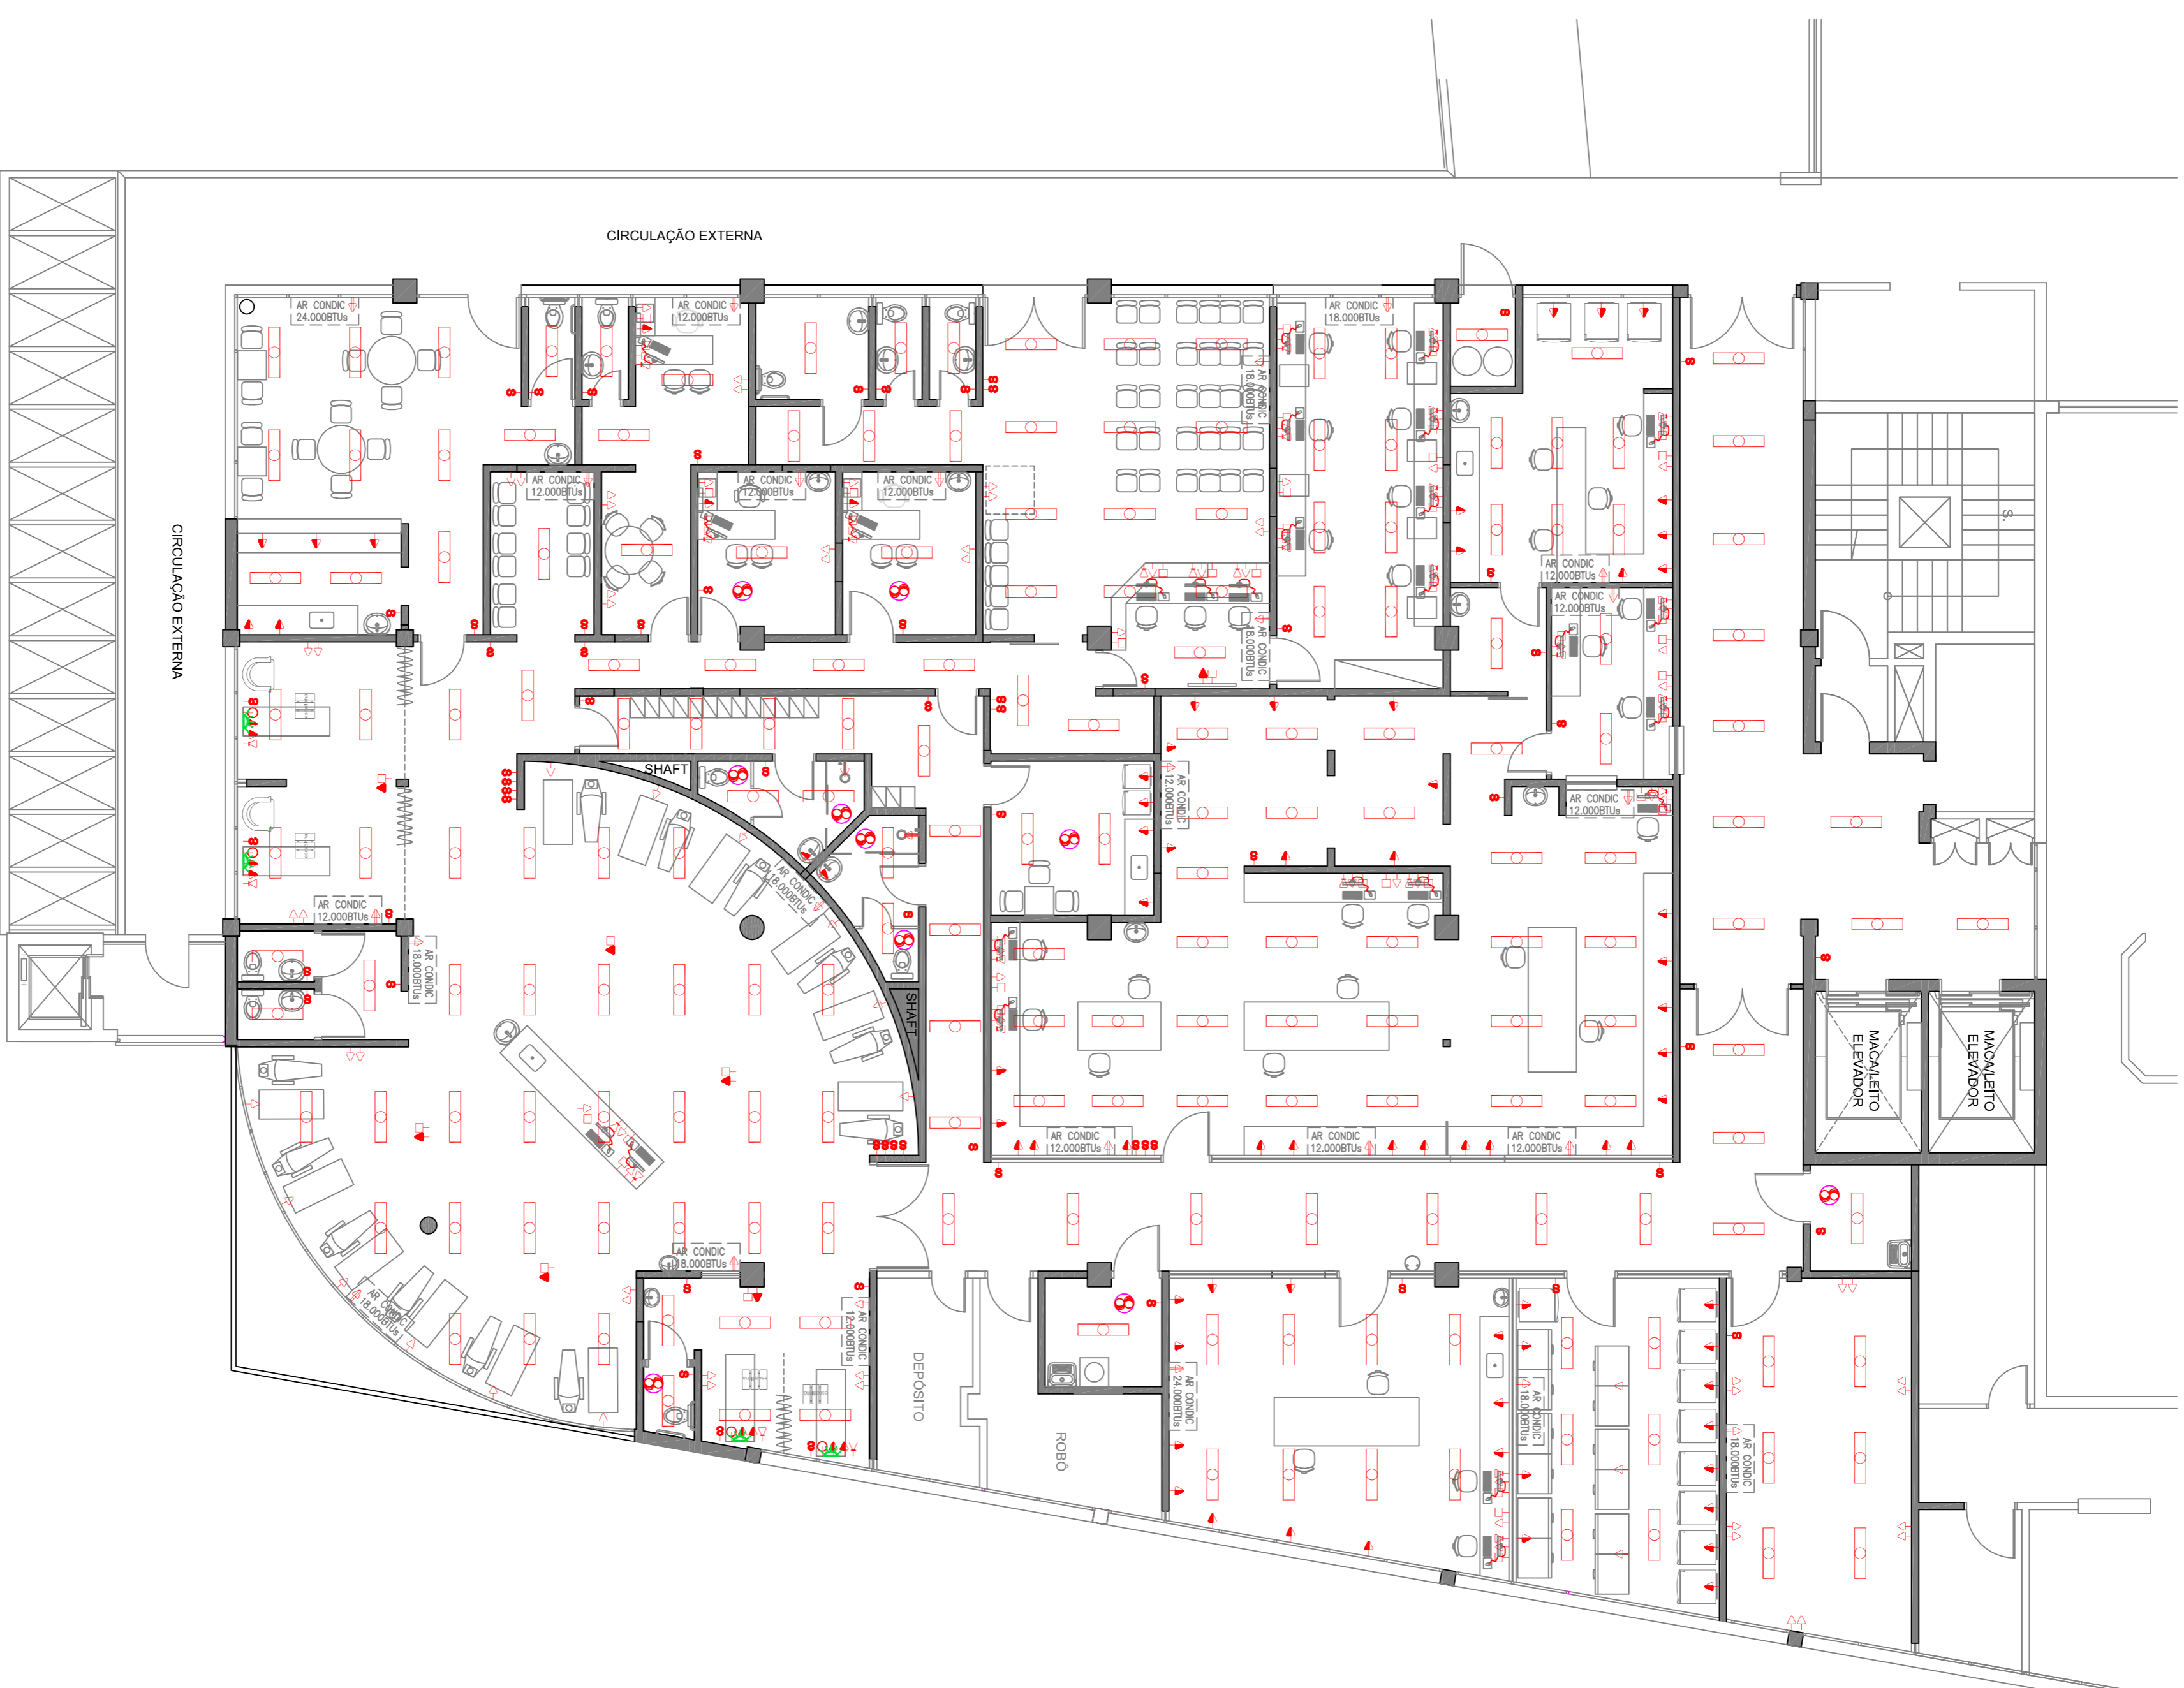 CIRCULAÇÃO EXTERNA
AR CONDIC
24.000BTUs
AR CONDIC
12.000BTUs
AR CONDIC
18.000BTUs
AR CONDIC
18.000BTUs
AR CONDIC
12.000BTUs
AR CONDIC
12.000BTUs
AR CONDIC
12.000BTUs
S.
CIRCULAÇÃO EXTERNA
AR CONDIC
12.000BTUs
AR CONDIC
12.000BTUs
AR CONDIC
18.000BTUs
SHAFT
AR CONDIC
12.000BTUs
AR CONDIC
12.000BTUs
AR CONDIC
18.000BTUs
AR CONDIC
12.000BTUs
AR CONDIC
18.000BTUs
SHAFT
MACA/LEITO
ELEVADOR
MACA/LEITO
ELEVADOR
AR CONDIC
12.000BTUs
AR CONDIC
12.000BTUs
AR CONDIC
12.000BTUs
AR CONDIC
8.000BTUs
AR CONDIC
18.000BTUs
AR CONDIC
12.000BTUs
DEPÓSITO
ROBÔ
AR CONDIC
24.000BTUs
AR CONDIC
18.000BTUs
AR CONDIC
18.000BTUs